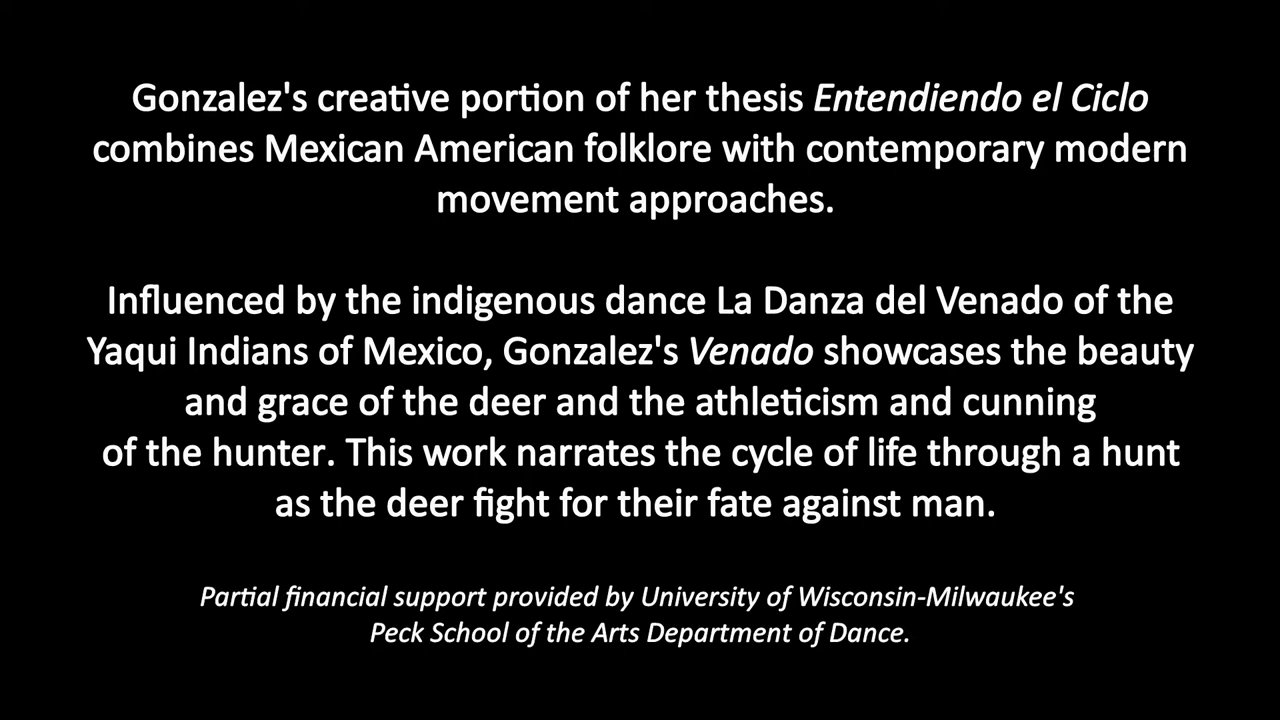 Gonzalez's creative portion of her thesis Entendiendo el Ciclo
combines Mexican American folklore with contemporary modern
movement approaches.
Influenced by the indigenous dance La Danza del Venado of the
Yaqui Indians of Mexico, Gonzalez's Venado showcases the beauty
and grace of the deer and the athleticism and cunning
of the hunter. This work narrates the cycle of life through a hunt
as the deer fight for their fate against man.
Partial financial support provided by University of Wisconsin-Milwaukee's
Peck School of the Arts Department of Dance.